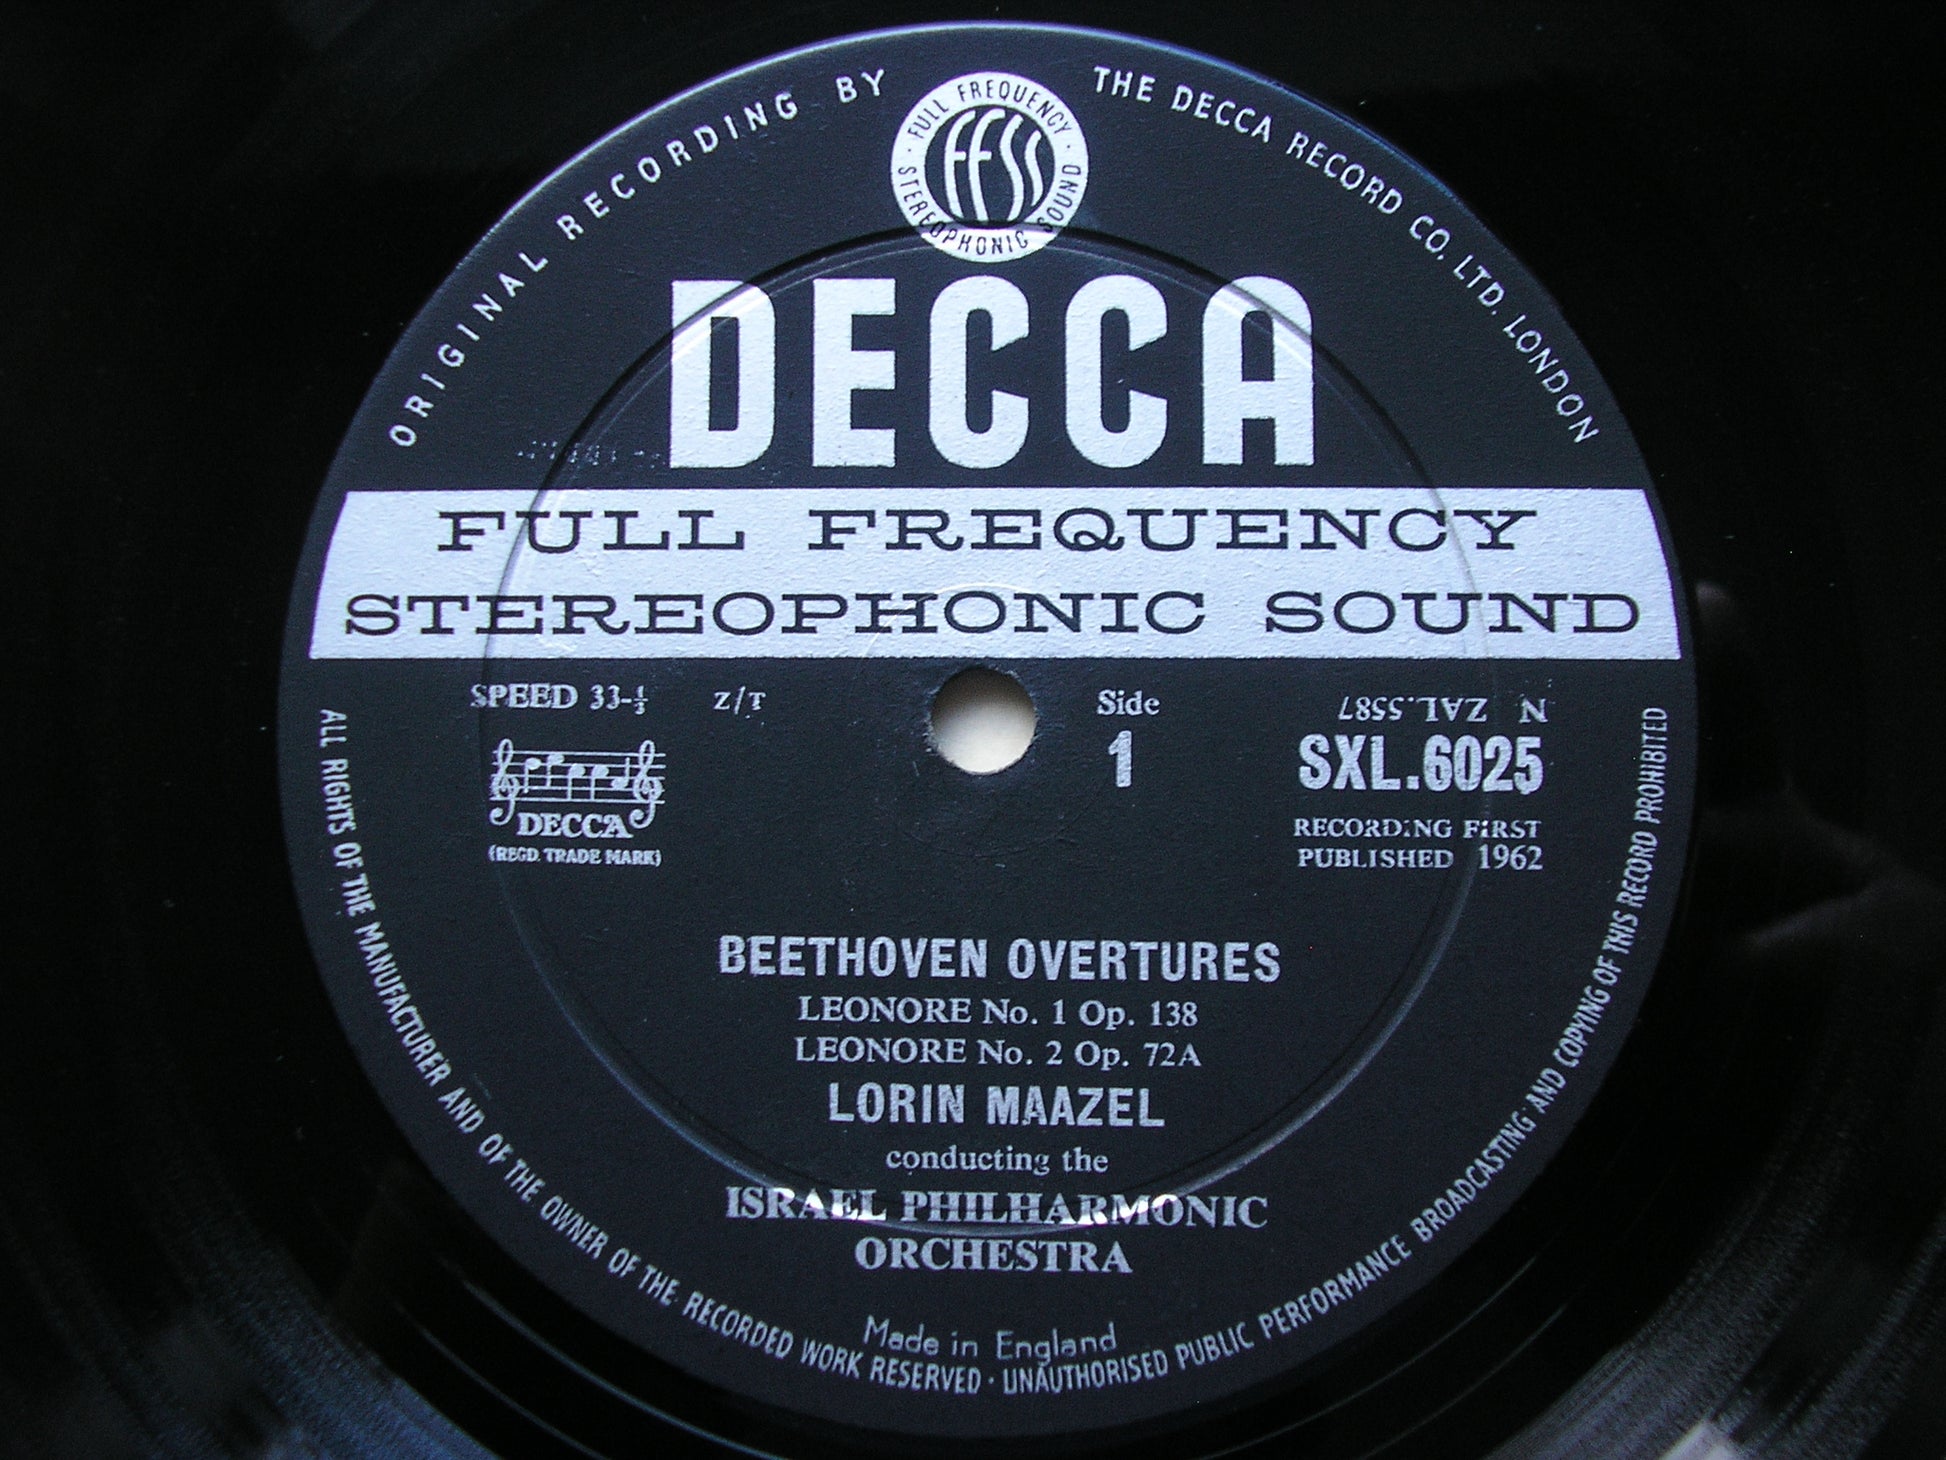 ORIGINAL RECORDING BY THE DECCA RECORD CO. LTD. LONDON
FULL FREQUENCY
ffss
STEREOPHONIC SOUND
DECCA
FULL FREQUENCY
STEREOPHONIC SOUND
SPEED 33-⅓ Z/T Side N ZAL.5587
1 SXL.6025
DECCA
(REGD. TRADE MARK)
RECORDING FIRST
PUBLISHED 1962
BEETHOVEN OVERTURES
LEONORE No. 1 Op. 138
LEONORE No. 2 Op. 72A
LORIN MAAZEL
conducting the
ISRAEL PHILHARMONIC
ORCHESTRA
Made in England
ALL RIGHTS OF THE MANUFACTURER AND OF THE OWNER OF THE RECORDED WORK RESERVED · UNAUTHORISED PUBLIC PERFORMANCE BROADCASTING AND COPYING OF THIS RECORD PROHIBITED